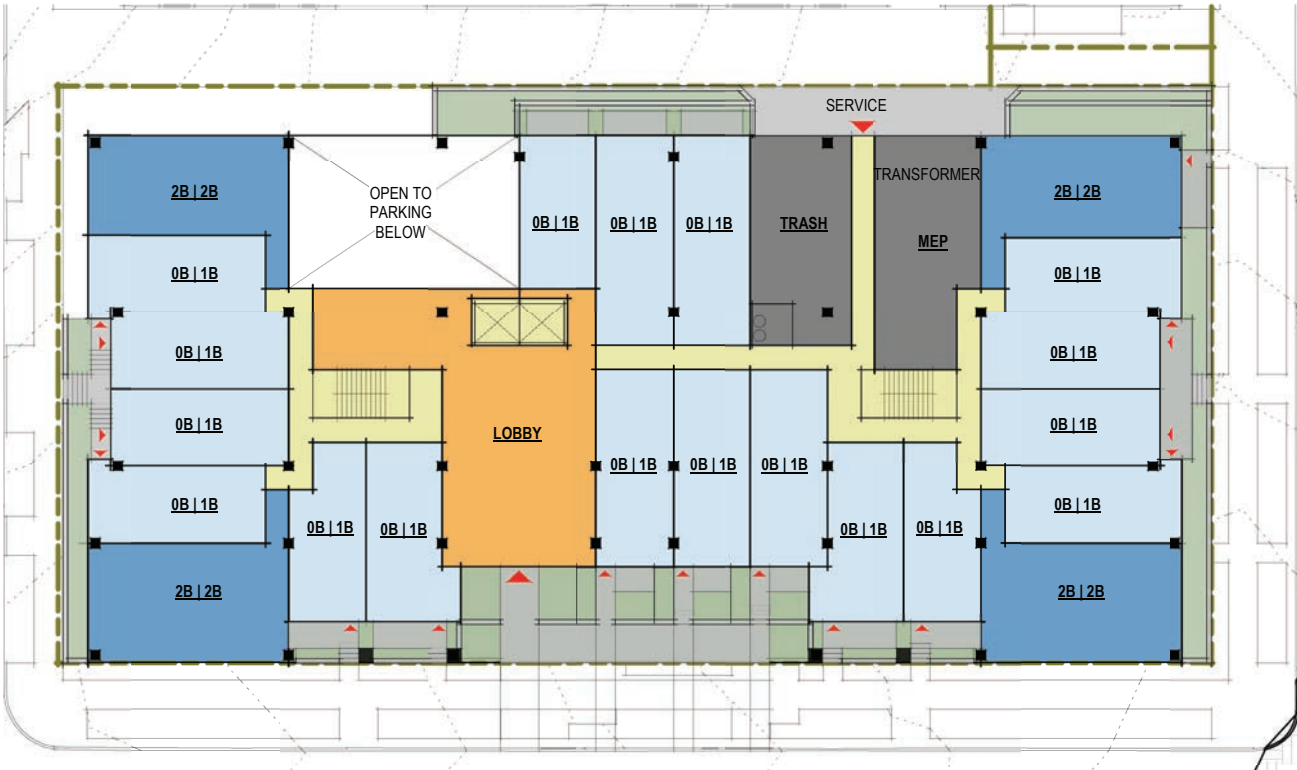 SERVICE
2B | 2B
OPEN TO
PARKING
BELOW
TRANSFORMER
2B | 2B
0B | 1B
0B | 1B
0B | 1B
TRASH
MEP
0B | 1B
0B | 1B
0B | 1B
0B | 1B
0B | 1B
0B | 1B
LOBBY
0B | 1B
0B | 1B
0B | 1B
0B | 1B
0B | 1B
0B | 1B
0B | 1B
0B | 1B
0B | 1B
0B | 1B
2B | 2B
2B | 2B